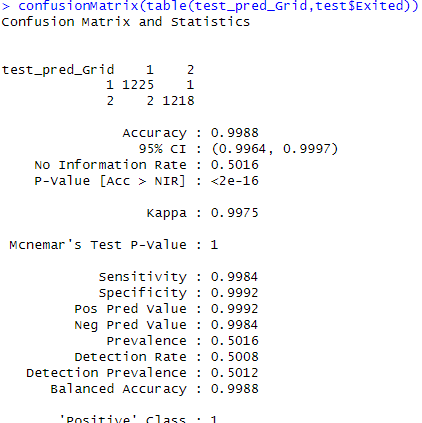 > confusionMatrix(table(test_pred_Grid,test$Exited))
Confusion Matrix and Statistics
test_pred_Grid    1    2
             1 1225    1
             2    2 1218
Accuracy : 0.9988
95% CI : (0.9964, 0.9997)
No Information Rate : 0.5016
P-Value [Acc > NIR] : <2e-16
Kappa : 0.9975
Mcnemar's Test P-Value : 1
Sensitivity : 0.9984
Specificity : 0.9992
Pos Pred Value : 0.9992
Neg Pred Value : 0.9984
Prevalence : 0.5016
Detection Rate : 0.5008
Detection Prevalence : 0.5012
Balanced Accuracy : 0.9988
'Positive' Class : 1